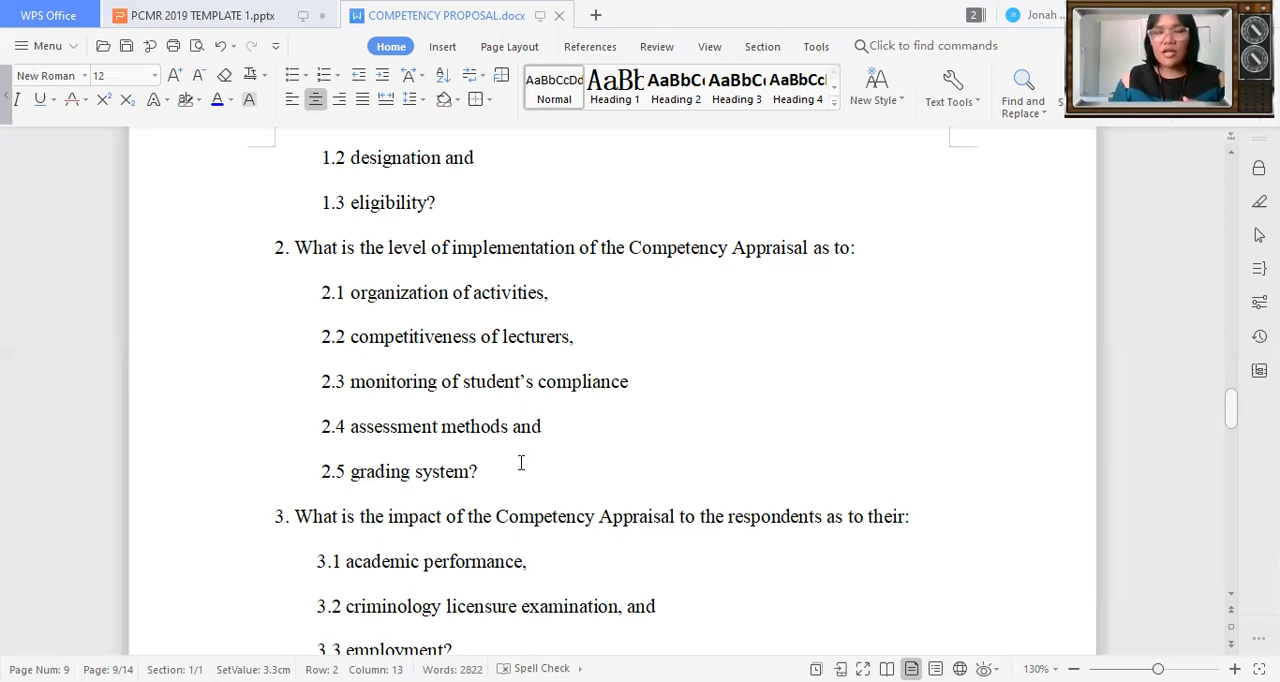 WPS Office PCMR 2019 TEMPLATE 1.pptx COMPETENCY PROPOSAL.docx 2 Jonah ...
Menu Home Insert Page Layout References Review View Section Tools Click to find commands
New Roman 12 AaBbCcDd AaBb AaBbC AaBbC AaBbC
Normal Heading 1 Heading 2 Heading 3 Heading 4 New Style Text Tools Find and Replace
1.2 designation and
1.3 eligibility?
2. What is the level of implementation of the Competency Appraisal as to:
2.1 organization of activities,
2.2 competitiveness of lecturers,
2.3 monitoring of student’s compliance
2.4 assessment methods and
2.5 grading system?
3. What is the impact of the Competency Appraisal to the respondents as to their:
3.1 academic performance,
3.2 criminology licensure examination, and
3.3 employment?
Page Num: 9 Page: 9/14 Section: 1/1 SetValue: 3.3cm Row: 2 Column: 13 Words: 2822 Spell Check 130%